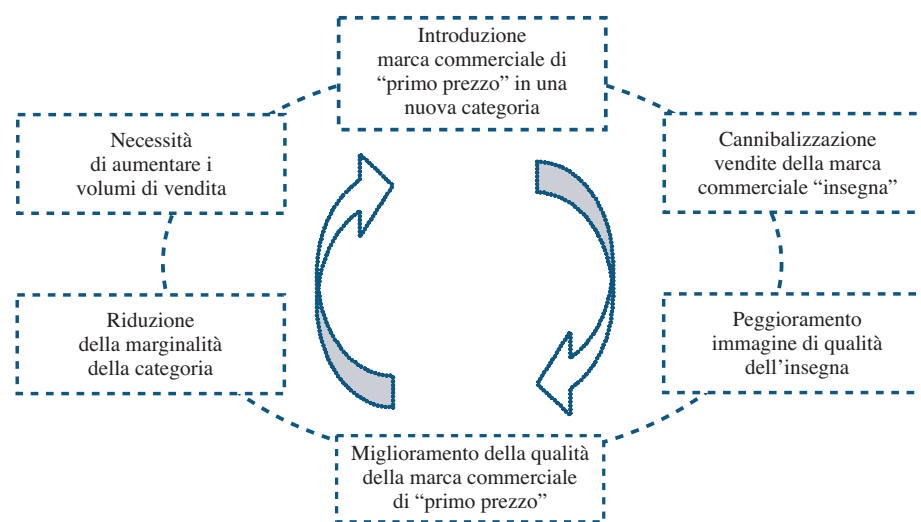 Introduzione
marca commerciale di
“primo prezzo” in una
nuova categoria
Cannibalizzazione
vendite della marca
commerciale “insegna”
Peggioramento
immagine di qualità
dell’insegna
Miglioramento della qualità
della marca commerciale
di “primo prezzo”
Riduzione
della marginalità
della categoria
Necessità
di aumentare i
volumi di vendita